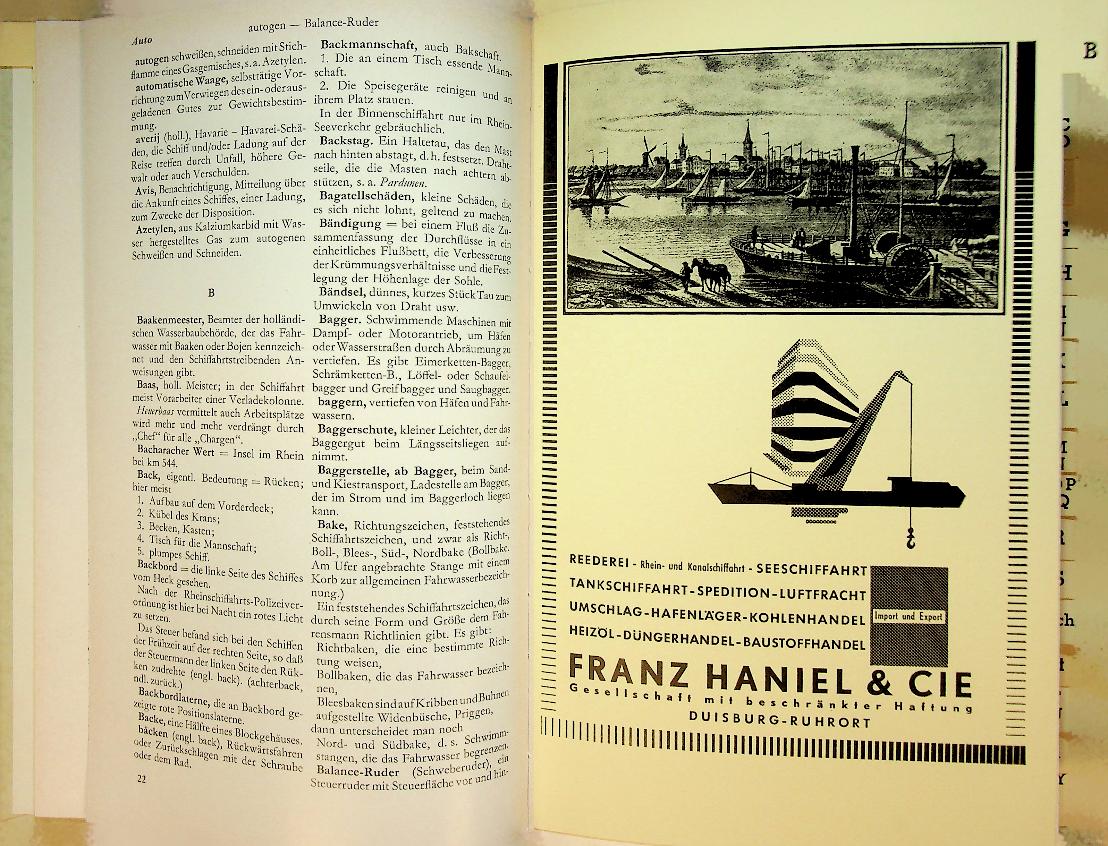 autogen — Balance-Ruder
Auto
autogen schweißen, schneiden mit Stich-
flamme eines Gasgemisches, s. a. Azetylen.
automatische Waage, selbsttätige Vor-
richtung zum Verwiegen des ein- oder aus-
geladenen Gutes zur Gewichtsbestim-
mung.
averij (holl.), Havarie – Havarei-Schä-
den, die Schiff und/oder Ladung auf der
Reise treffen durch Unfall, höhere Ge-
walt oder auch Verschulden.
Avis, Benachrichtigung, Mitteilung über
die Ankunft eines Schiffes, einer Ladung,
zum Zwecke der Disposition.
Azetylen, aus Kalziumkarbid mit Was-
ser hergestelltes Gas zum autogenen
Schweißen und Schneiden.
B
Baakenmeester, Beamter der holländi-
schen Wasserbaubehörde, der das Fahr-
wasser mit Baaken oder Bojen kennzeich-
net und den Schiffahrtstreibenden An-
weisungen gibt.
Baas, holl. Meister; in der Schiffahrt
meist Vorarbeiter einer Verladekolonne.
Heuerbaas vermittelt auch Arbeitsplätze
wird mehr und mehr verdrängt durch
„Chef“ für alle „Chargen“.
Bacharacher Wert = Insel im Rhein
bei km 544.
Back, eigentl. Bedeutung = Rücken;
hier meist
1. Aufbau auf dem Vorderdeck;
2. Kübel des Krans;
3. Becken, Kasten;
4. Tisch für die Mannschaft;
5. plumpes Schiff.
Backbord = die linke Seite des Schiffes
vom Heck gesehen.
Nach der Rheinschiffahrts-Polizeiver-
ordnung ist hier bei Nacht ein rotes Licht
zu setzen.
Das Steuer befand sich bei den Schiffen
der Frühzeit auf der rechten Seite, so daß
der Steuermann der linken Seite den Rük-
ken zudrehte (engl. back). (achterback,
ndl. zurück.)
Backbordlaterne, die an Backbord ge-
zeigte rote Positionslaterne.
Backe, eine Hälfte eines Blockgehäuses.
bäcken (engl. back), Rückwärtsfahren
oder Zurückschlagen mit der Schraube
oder dem Rad.
22
Backmannschaft, auch Bakschaft.
1. Die an einem Tisch essende Mann-
schaft.
2. Die Speisegeräte reinigen und an
ihrem Platz stauen.
In der Binnenschiffahrt nur im Rhein-
Seeverkehr gebräuchlich.
Backstag. Ein Haltetau, das den Mast
nach hinten abstagt, d. h. festsetzt. Draht-
seile, die die Masten nach achtern ab-
stützen, s. a. Pardunen.
Bagatellschäden, kleine Schäden, die
es sich nicht lohnt, geltend zu machen.
Bändigung = bei einem Fluß die Zu-
sammenfassung der Durchflüsse in ein
einheitliches Flußbett, die Verbesserung
der Krümmungsverhältnisse und die Fest-
legung der Höhenlage der Sohle.
Bändsel, dünnes, kurzes Stück Tau zum
Umwickeln von Draht usw.
Bagger. Schwimmende Maschinen mit
Dampf- oder Motorantrieb, um Häfen
oder Wasserstraßen durch Abräumung zu
vertiefen. Es gibt Eimerketten-Bagger,
Schrämketten-B., Löffel- oder Schaufel-
bagger und Greifbagger und Saugbagger.
baggern, vertiefen von Häfen und Fahr-
wassern.
Baggerschute, kleiner Leichter, der das
Baggergut beim Längsseitsliegen auf-
nimmt.
Baggerstelle, ab Bagger, beim Sand-
und Kiestransport, Ladestelle am Bagger,
der im Strom und im Baggerloch liegen
kann.
Bake, Richtungszeichen, feststehendes
Schiffahrtszeichen, und zwar als Richt-,
Boll-, Blees-, Süd-, Nordbake (Bollbake.
Am Ufer angebrachte Stange mit einem
Korb zur allgemeinen Fahrwasserbezeich-
nung.)
Ein feststehendes Schiffahrtszeichen, das
durch seine Form und Größe dem Fah-
rensmann Richtlinien gibt. Es gibt:
Richtbaken, die eine bestimmte Rich-
tung weisen,
Bollbaken, die das Fahrwasser bezeich-
nen,
Bleesbaken sind auf Kribben und Buhnen
aufgestellte Widenbüsche, Priggen,
dann unterscheidet man noch
Nord- und Südbake, d. s. Schwimm-
stangen, die das Fahrwasser begrenzen.
Balance-Ruder (Schweberuder), ein
Steuerruder mit Steuerfläche vor und hin-
REEDEREI - Rhein- und Kanalschiffahrt - SEESCHIFFAHRT
TANKSCHIFFAHRT-SPEDITION-LUFTFRACHT
UMSCHLAG-HAFENLÄGER-KOHLENHANDEL
HEIZÖL-DÜNGERHANDEL-BAUSTOFFHANDEL
Import und Export
FRANZ HANIEL & CIE
Gesellschaft mit beschränkter Haftung
DUISBURG-RUHRORT
B